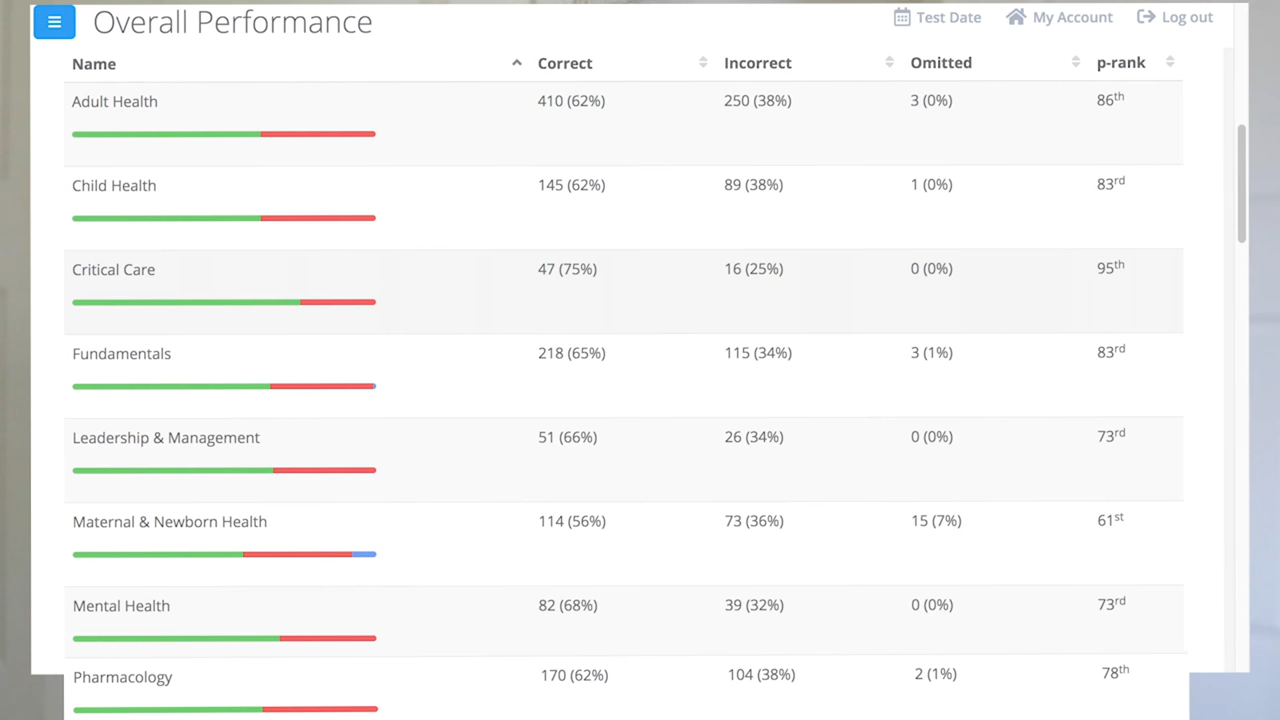 Overall Performance Test Date My Account Log out
Name Correct Incorrect Omitted p-rank
Adult Health 410 (62%) 250 (38%) 3 (0%) 86th
Child Health 145 (62%) 89 (38%) 1 (0%) 83rd
Critical Care 47 (75%) 16 (25%) 0 (0%) 95th
Fundamentals 218 (65%) 115 (34%) 3 (1%) 83rd
Leadership & Management 51 (66%) 26 (34%) 0 (0%) 73rd
Maternal & Newborn Health 114 (56%) 73 (36%) 15 (7%) 61st
Mental Health 82 (68%) 39 (32%) 0 (0%) 73rd
Pharmacology 170 (62%) 104 (38%) 2 (1%) 78th